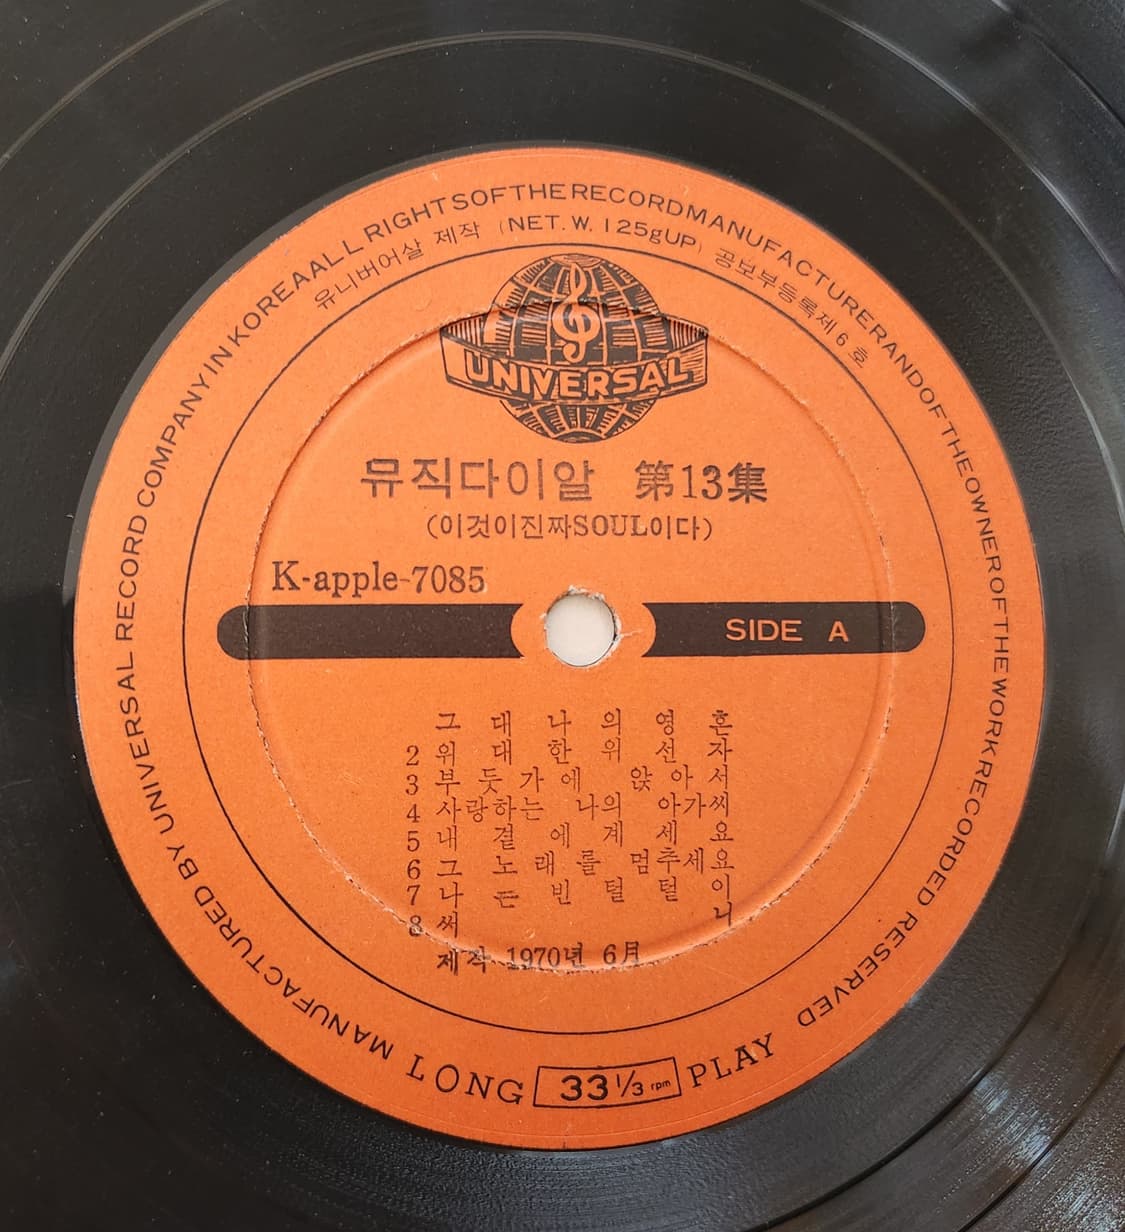 MANUFACTURED BY UNIVERSAL RECORD COMPANY IN KOREA ALL RIGHTS OF THE RECORD MANUFACTURER AND OF THE OWNER OF THE WORK RECORDED RESERVED
유니버어살 제작 (NET. W. 125gUP) 공보부등록제6호
UNIVERSAL
뮤직다이알 第13集
(이것이진짜SOUL이다)
K-apple-7085
SIDE A
그대나의영혼
2 위대한위선자
3 부둣가에 앉아서
4 사랑하는 나의 아가씨
5 내곁에계세요
6 그노래를 멈추세요
7 나는빈털털이
8 써니
제작 1970년 6月
LONG 33 1/3 rpm PLAY